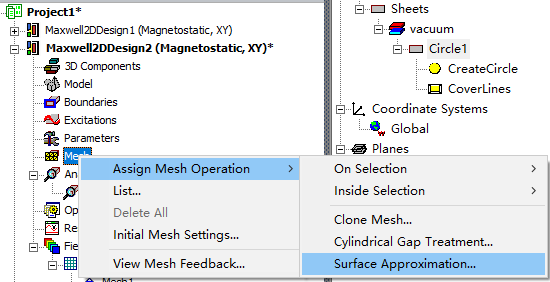 Project1*
Maxwell2DDesign1 (Magnetostatic, XY)
Maxwell2DDesign2 (Magnetostatic, XY)*
3D Components
Model
Boundaries
Excitations
Parameters
Mesh
An
Op
Re
Fie
Mesh1
Assign Mesh Operation
List...
Delete All
Initial Mesh Settings...
View Mesh Feedback...
On Selection
Inside Selection
Clone Mesh...
Cylindrical Gap Treatment...
Surface Approximation...
Sheets
vacuum
Circle1
CreateCircle
CoverLines
Coordinate Systems
Global
Planes